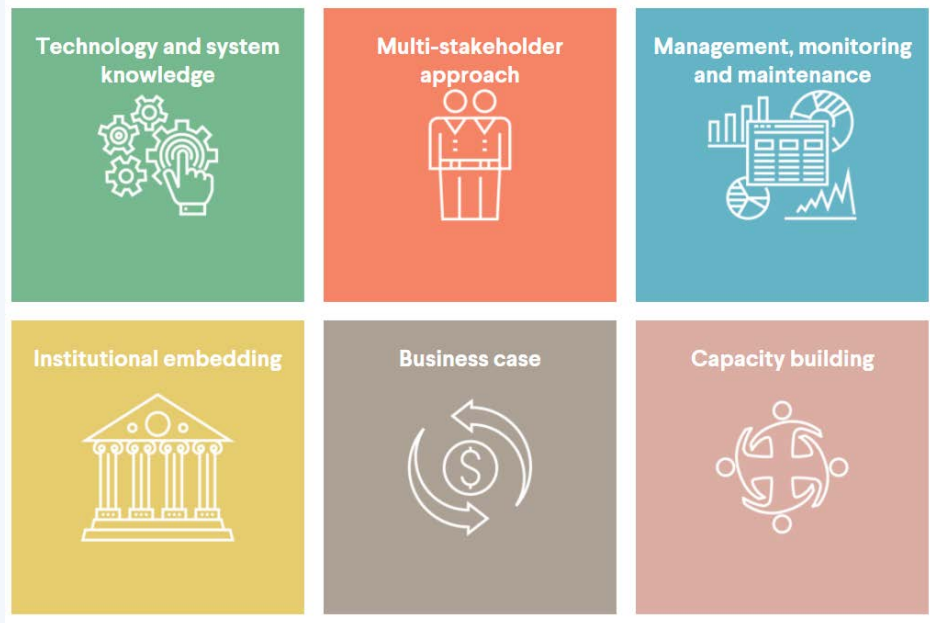 Technology and system
knowledge
Multi-stakeholder
approach
Management, monitoring
and maintenance
Institutional embedding
Business case
$
Capacity building